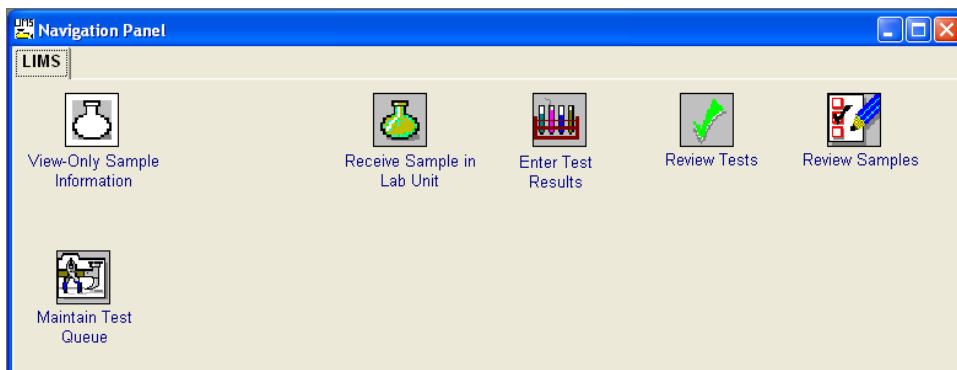 LIMS
Navigation Panel
LIMS
View-Only Sample
Information
Receive Sample in
Lab Unit
Enter Test
Results
Review Tests
Review Samples
Maintain Test
Queue